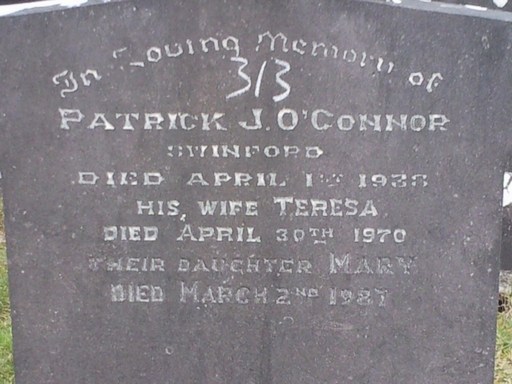 In Loving Memory of
313
PATRICK J. O'CONNOR
SWINFORD
DIED APRIL 1ST 1938
HIS WIFE TERESA
DIED APRIL 30TH 1970
THEIR DAUGHTER MARY
DIED MARCH 2ND 1987